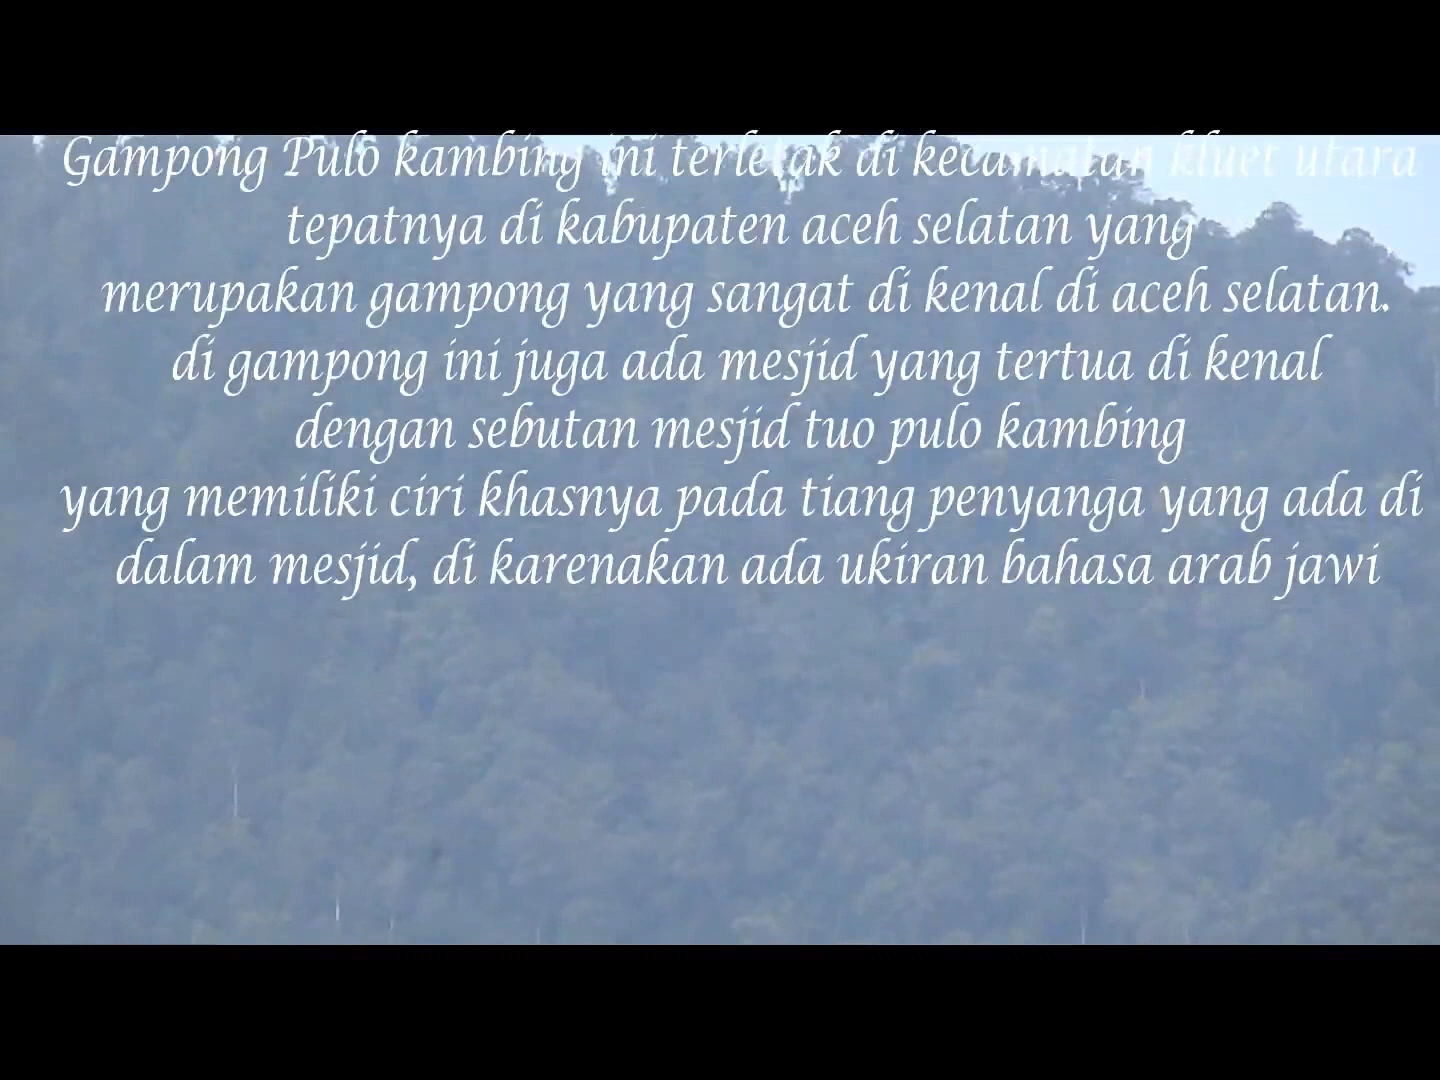 Gampong Pulo kambing ini terletak di kecamatan kluet utara
tepatnya di kabupaten aceh selatan yang
merupakan gampong yang sangat di kenal di aceh selatan.
di gampong ini juga ada mesjid yang tertua di kenal
dengan sebutan mesjid tuo pulo kambing
yang memiliki ciri khasnya pada tiang penyanga yang ada di
dalam mesjid, di karenakan ada ukiran bahasa arab jawi